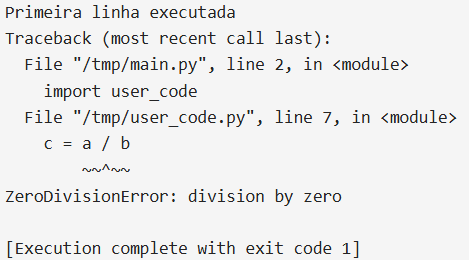 Primeira linha executada
Traceback (most recent call last):
  File "/tmp/main.py", line 2, in <module>
    import user_code
  File "/tmp/user_code.py", line 7, in <module>
    c = a / b
        ~~^~~
ZeroDivisionError: division by zero

[Execution complete with exit code 1]